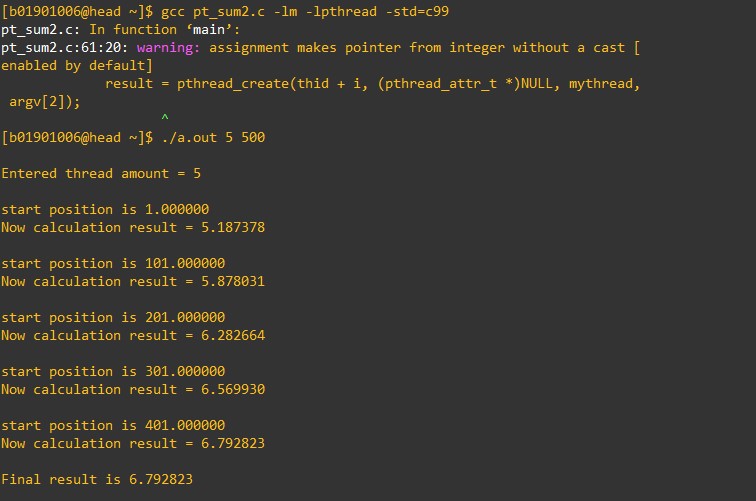 [b01901006@head ~]$ gcc pt_sum2.c -lm -lpthread -std=c99
pt_sum2.c: In function ‘main’:
pt_sum2.c:61:20: warning: assignment makes pointer from integer without a cast [
enabled by default]
result = pthread_create(thid + i, (pthread_attr_t *)NULL, mythread,
argv[2]);
^
[b01901006@head ~]$ ./a.out 5 500
Entered thread amount = 5
start position is 1.000000
Now calculation result = 5.187378
start position is 101.000000
Now calculation result = 5.878031
start position is 201.000000
Now calculation result = 6.282664
start position is 301.000000
Now calculation result = 6.569930
start position is 401.000000
Now calculation result = 6.792823
Final result is 6.792823